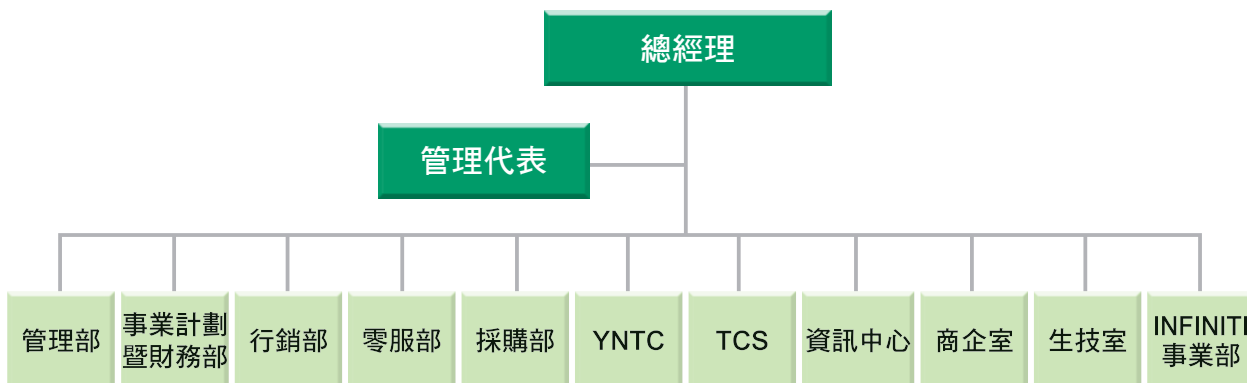 總經理
管理代表
管理部
事業計劃
暨財務部
行銷部
零服部
採購部
YNTC
TCS
資訊中心
商企室
生技室
INFINITI
事業部